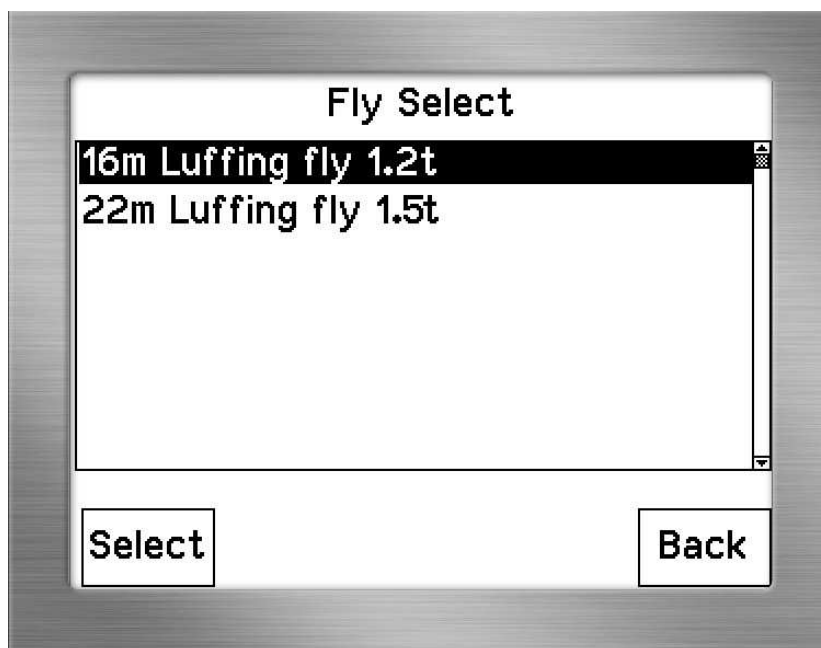 Fly Select
16m Luffing fly 1.2t
22m Luffing fly 1.5t
Select
Back